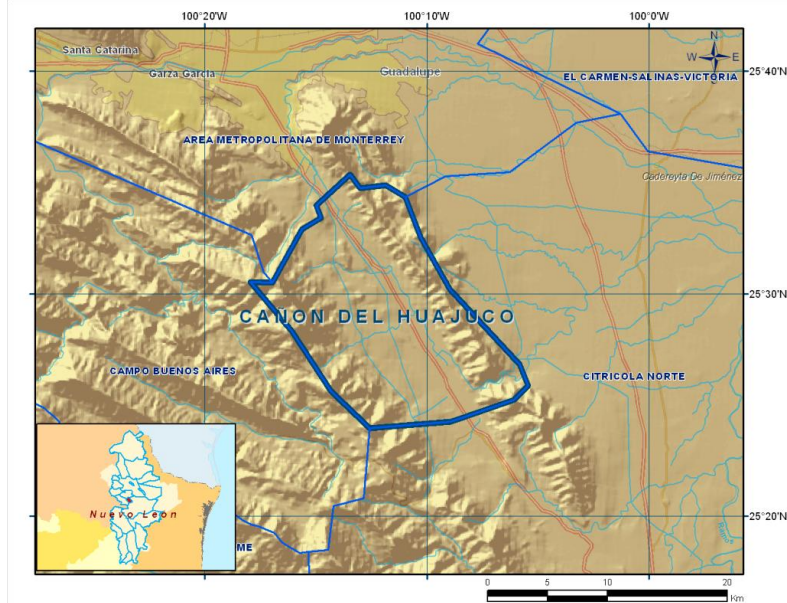 100°20'W 100°10'W 100°0'W
Santa Catarina
Garza García
Guadalupe
N
W E
S
25°40'
EL CARMEN-SALINAS-VICTORIA
AREA METROPOLITANA DE MONTERREY
Cadereyta De Jiménez
25°30'
CAÑON DEL HUAJUCO
CAMPO BUENOS AIRES
CITRICOLA NORTE
Nuevo León
ME
25°20'
0 5 10 20
Km